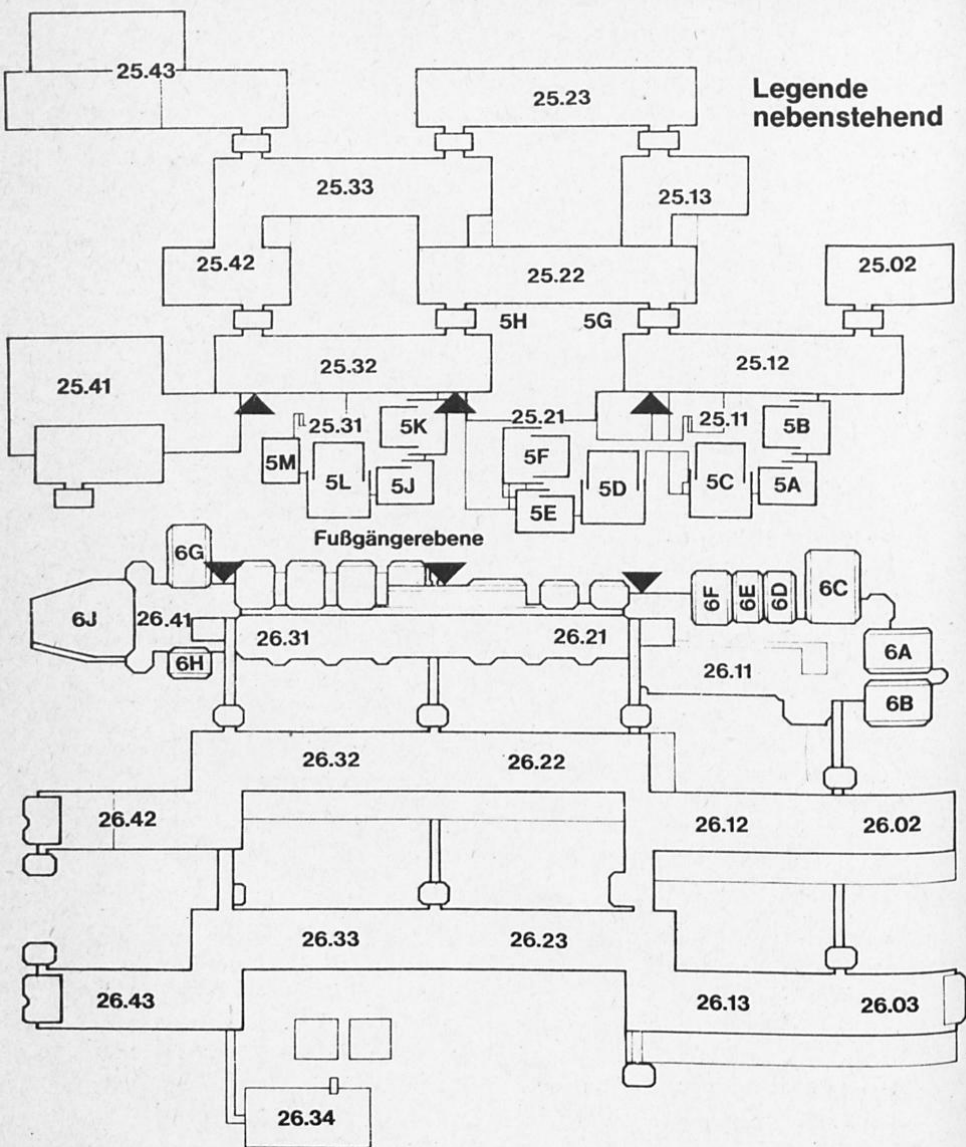 25.43
25.23
Legende
nebenstehend
25.33
25.13
25.42
25.22
25.02
5H
5G
25.32
25.12
25.41
25.31
5K
25.21
25.11
5B
5M
5L
5J
5F
5D
5C
5A
5E
Fußgängerebene
6G
6J
26.41
6H
26.31
26.21
6F
6E
6D
6C
6A
26.11
6B
26.32
26.22
26.42
26.12
26.02
26.33
26.23
26.43
26.13
26.03
26.34